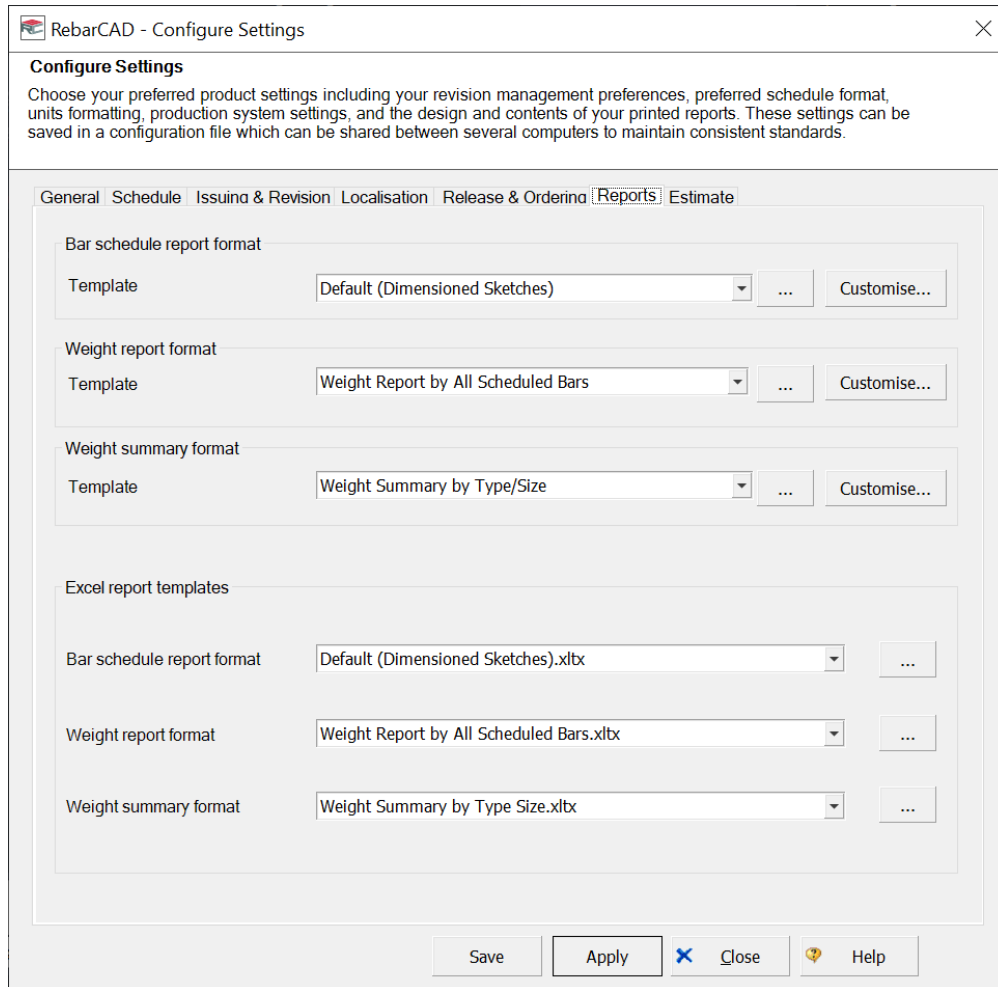 RebarCAD - Configure Settings
Configure Settings
Choose your preferred product settings including your revision management preferences, preferred schedule format,
units formatting, production system settings, and the design and contents of your printed reports. These settings can be
saved in a configuration file which can be shared between several computers to maintain consistent standards.
General Schedule Issuing & Revision Localisation Release & Ordering Reports Estimate
Bar schedule report format
Template Default (Dimensioned Sketches) ... Customise...
Weight report format
Template Weight Report by All Scheduled Bars ... Customise...
Weight summary format
Template Weight Summary by Type/Size ... Customise...
Excel report templates
Bar schedule report format Default (Dimensioned Sketches).xltx ...
Weight report format Weight Report by All Scheduled Bars.xltx ...
Weight summary format Weight Summary by Type Size.xltx ...
Save Apply Close Help